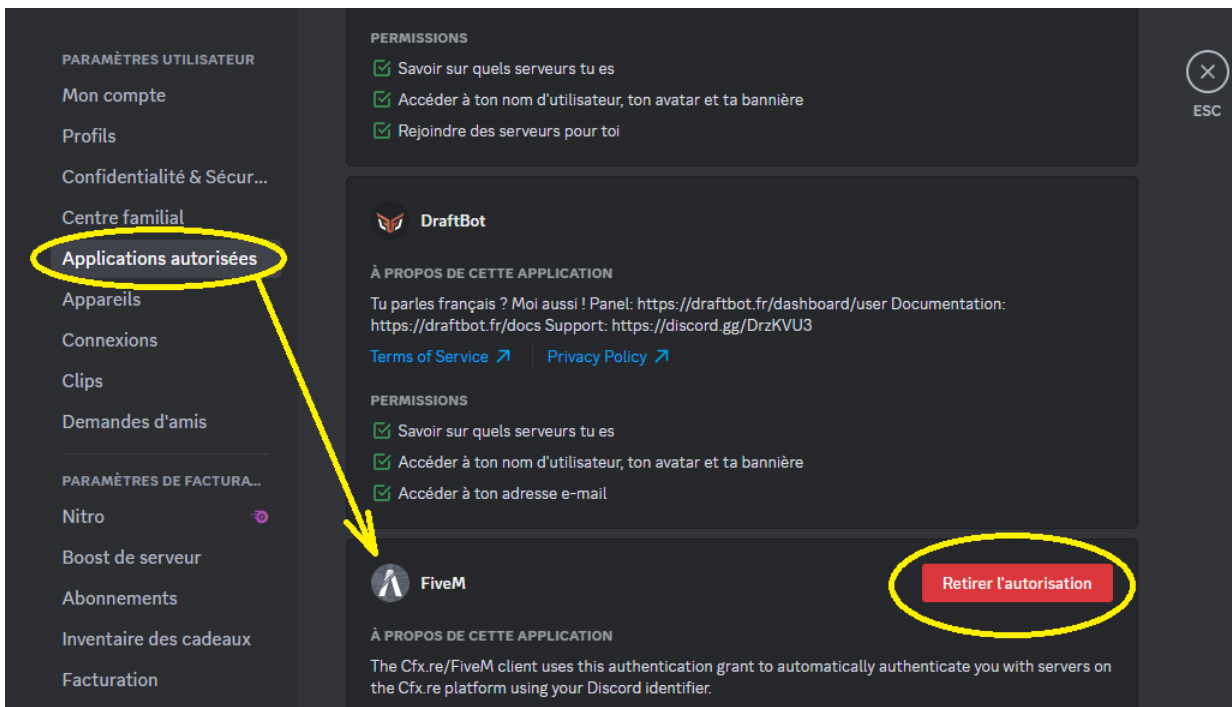 PARAMÈTRES UTILISATEUR
Mon compte
Profils
Confidentialité & Sécur...
Centre familial
Applications autorisées
Appareils
Connexions
Clips
Demandes d'amis
PARAMÈTRES DE FACTURA...
Nitro
Boost de serveur
Abonnements
Inventaire des cadeaux
Facturation
PERMISSIONS
Savoir sur quels serveurs tu es
Accéder à ton nom d'utilisateur, ton avatar et ta bannière
Rejoindre des serveurs pour toi
DraftBot
À PROPOS DE CETTE APPLICATION
Tu parles français ? Moi aussi ! Panel: https://draftbot.fr/dashboard/user Documentation:
https://draftbot.fr/docs Support: https://discord.gg/DrzKVU3
Terms of Service Privacy Policy
PERMISSIONS
Savoir sur quels serveurs tu es
Accéder à ton nom d'utilisateur, ton avatar et ta bannière
Accéder à ton adresse e-mail
FiveM
Retirer l'autorisation
À PROPOS DE CETTE APPLICATION
The Cfx.re/FiveM client uses this authentication grant to automatically authenticate you with servers on
the Cfx.re platform using your Discord identifier.
ESC